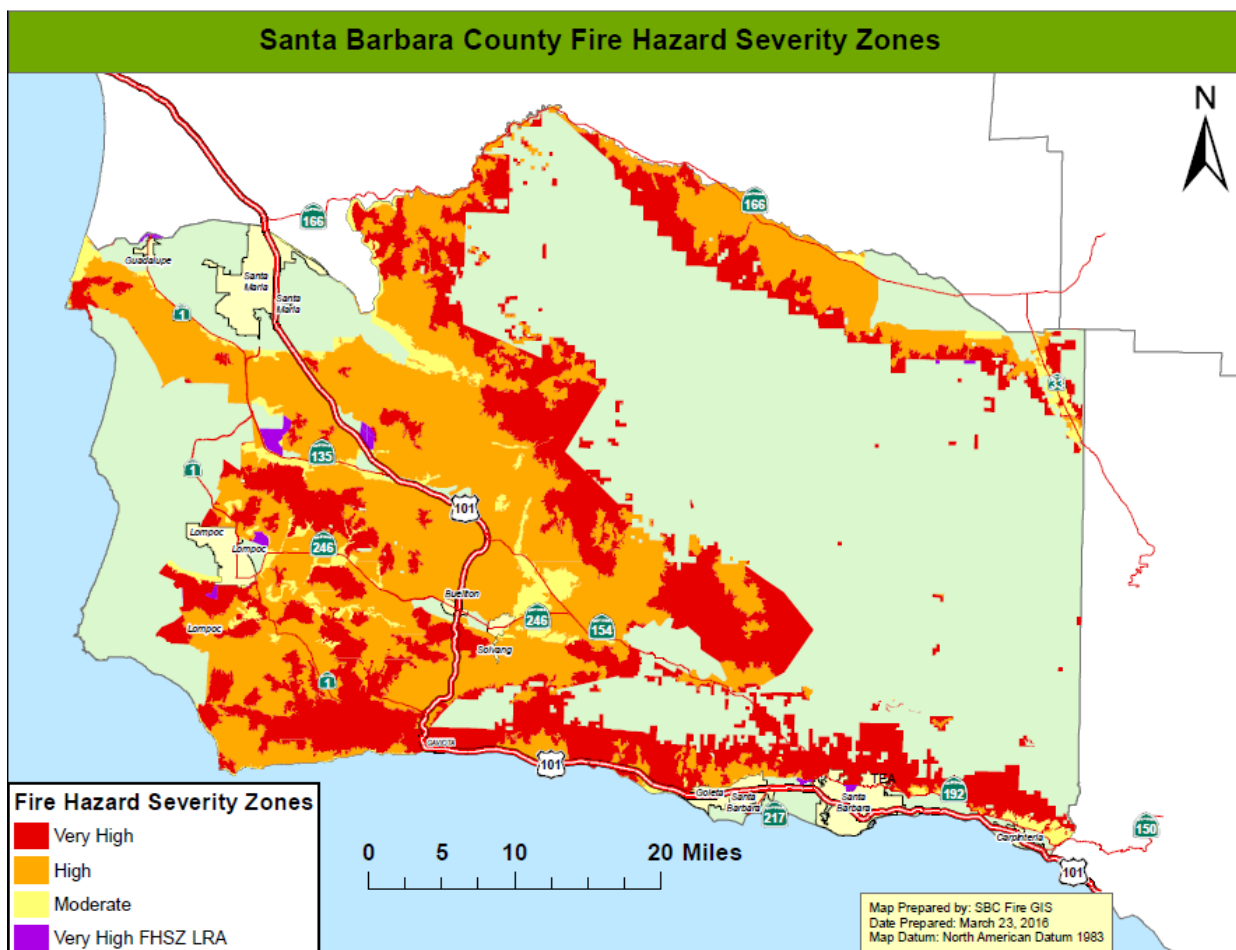 Santa Barbara County Fire Hazard Severity Zones
N
166
166
Guadalupe
Santa
Maria
Santa
Maria
1
33
135
1
101
Lompoc
Lompoc
246
Buellton
246
154
Solvang
Lompoc
1
GAVIOTA
101
TEA
Goleta
Santa
Barbara
Santa
Barbara
192
217
Carpinteria
150
101
Fire Hazard Severity Zones
Very High
High
Moderate
Very High FHSZ LRA
0 5 10 20 Miles
Map Prepared by: SBC Fire GIS
Date Prepared: March 23, 2016
Map Datum: North American Datum 1983